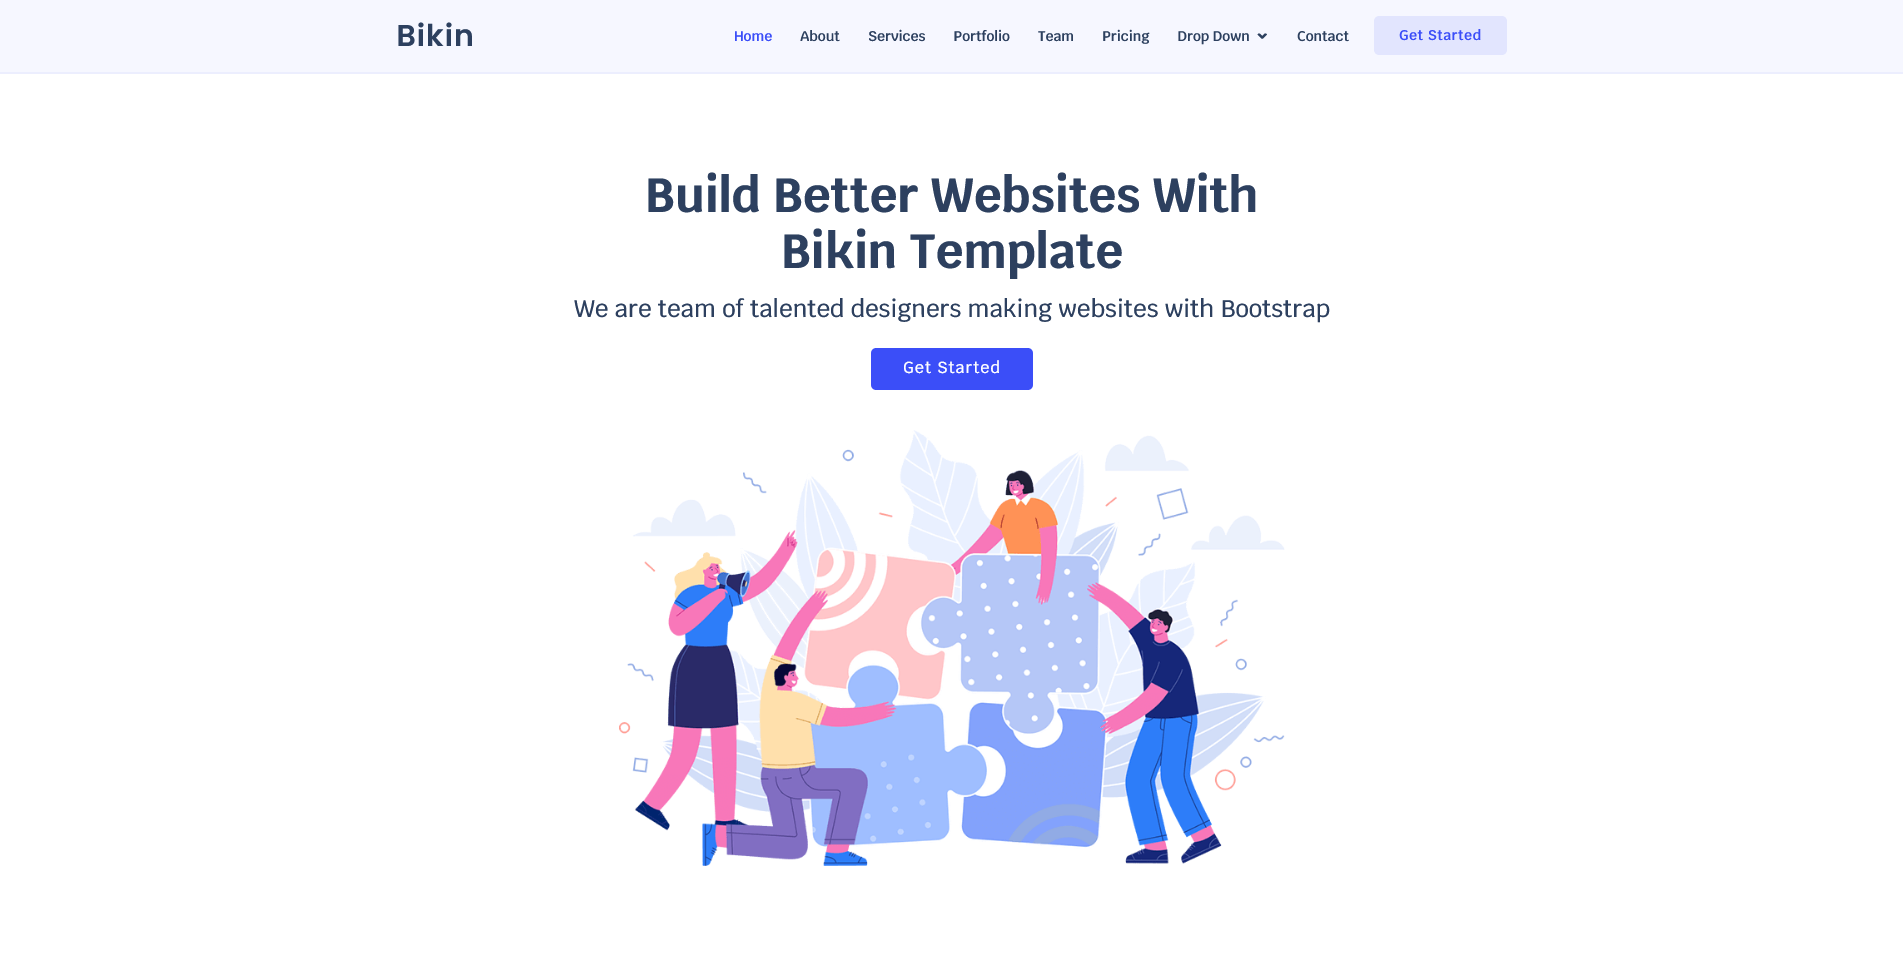 Bikin
Home About Services Portfolio Team Pricing Drop Down Contact Get Started
Build Better Websites With
Bikin Template
We are team of talented designers making websites with Bootstrap
Get Started